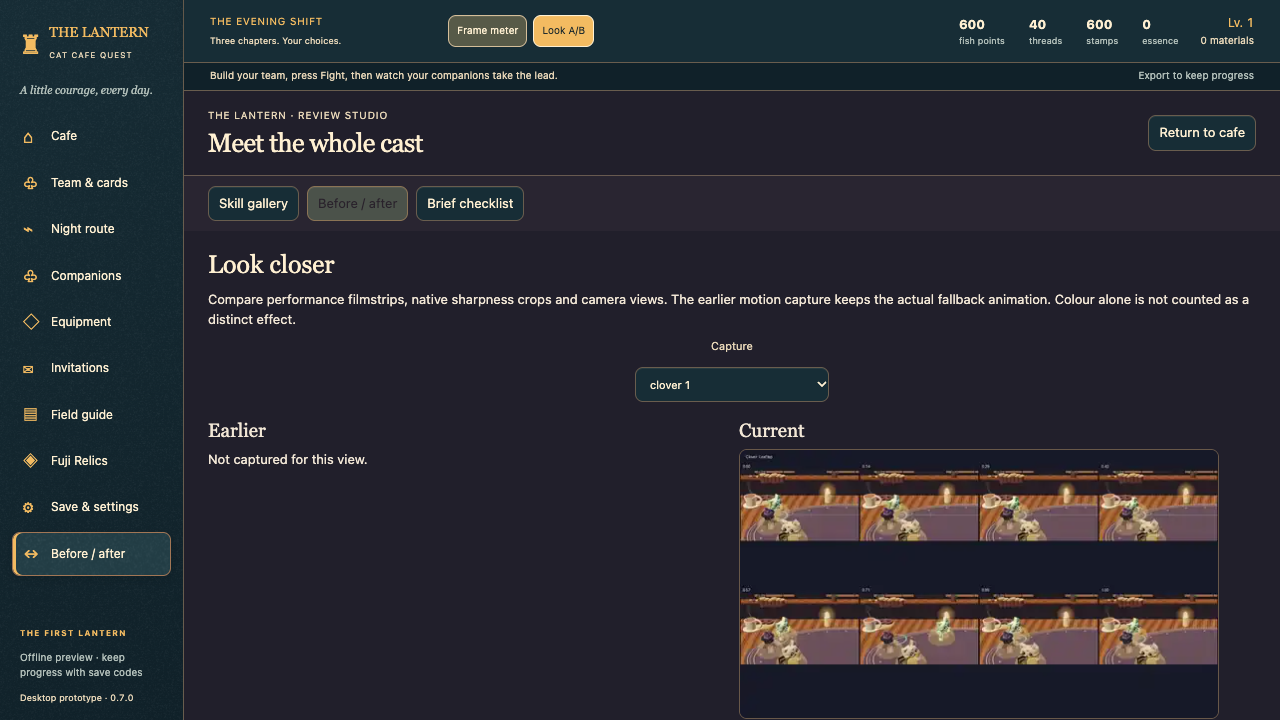 THE LANTERN
CAT CAFE QUEST
A little courage, every day.
Cafe
Team & cards
Night route
Companions
Equipment
Invitations
Field guide
Fuji Relics
Save & settings
Before / after
THE FIRST LANTERN
Offline preview · keep
progress with save codes
Desktop prototype · 0.7.0
THE EVENING SHIFT
Three chapters. Your choices.
Frame meter
Look A/B
600
fish points
40
threads
600
stamps
0
essence
Lv. 1
0 materials
Build your team, press Fight, then watch your companions take the lead.
Export to keep progress
THE LANTERN · REVIEW STUDIO
Meet the whole cast
Return to cafe
Skill gallery
Before / after
Brief checklist
Look closer
Compare performance filmstrips, native sharpness crops and camera views. The earlier motion capture keeps the actual fallback animation. Colour alone is not counted as a
distinct effect.
Capture
clover 1
Earlier
Not captured for this view.
Current